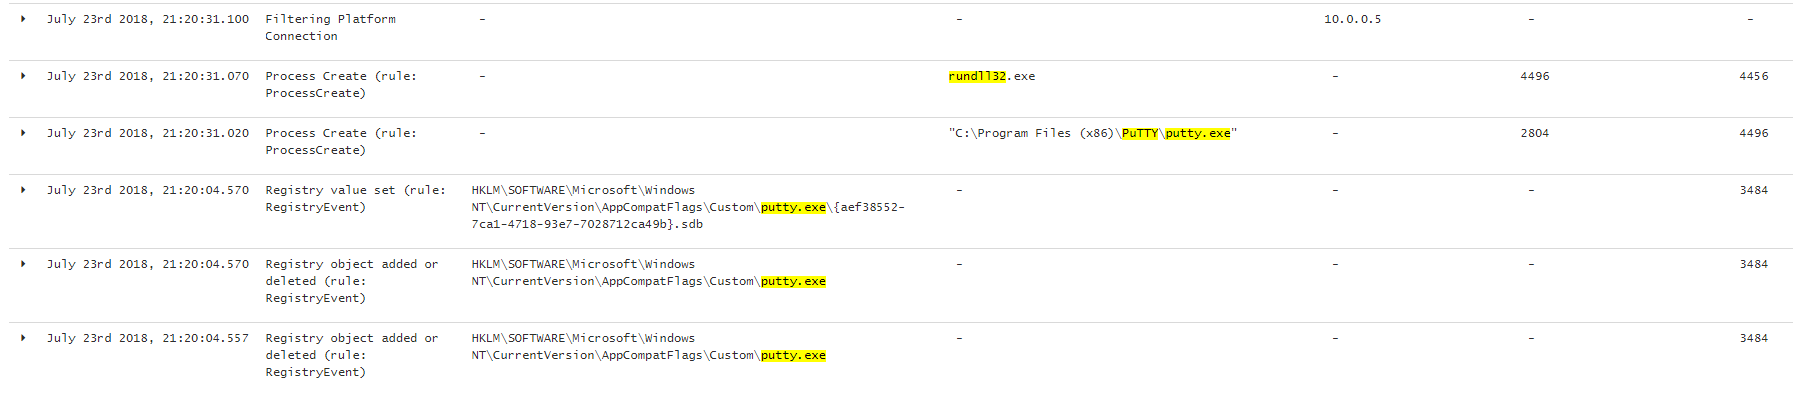 July 23rd 2018, 21:20:31.100 Filtering Platform - - 10.0.0.5 - -
Connection
July 23rd 2018, 21:20:31.070 Process Create (rule: - rundll32.exe - 4496 4456
ProcessCreate)
July 23rd 2018, 21:20:31.020 Process Create (rule: - "C:\Program Files (x86)\PuTTY\putty.exe" - 2804 4496
ProcessCreate)
July 23rd 2018, 21:20:04.570 Registry value set (rule: HKLM\SOFTWARE\Microsoft\Windows - - - 3484
RegistryEvent) NT\CurrentVersion\AppCompatFlags\Custom\putty.exe\{aef38552-
7ca1-4718-93e7-7028712ca49b}.sdb
July 23rd 2018, 21:20:04.570 Registry object added or HKLM\SOFTWARE\Microsoft\Windows - - - 3484
deleted (rule: NT\CurrentVersion\AppCompatFlags\Custom\putty.exe
RegistryEvent)
July 23rd 2018, 21:20:04.557 Registry object added or HKLM\SOFTWARE\Microsoft\Windows - - - 3484
deleted (rule: NT\CurrentVersion\AppCompatFlags\Custom\putty.exe
RegistryEvent)